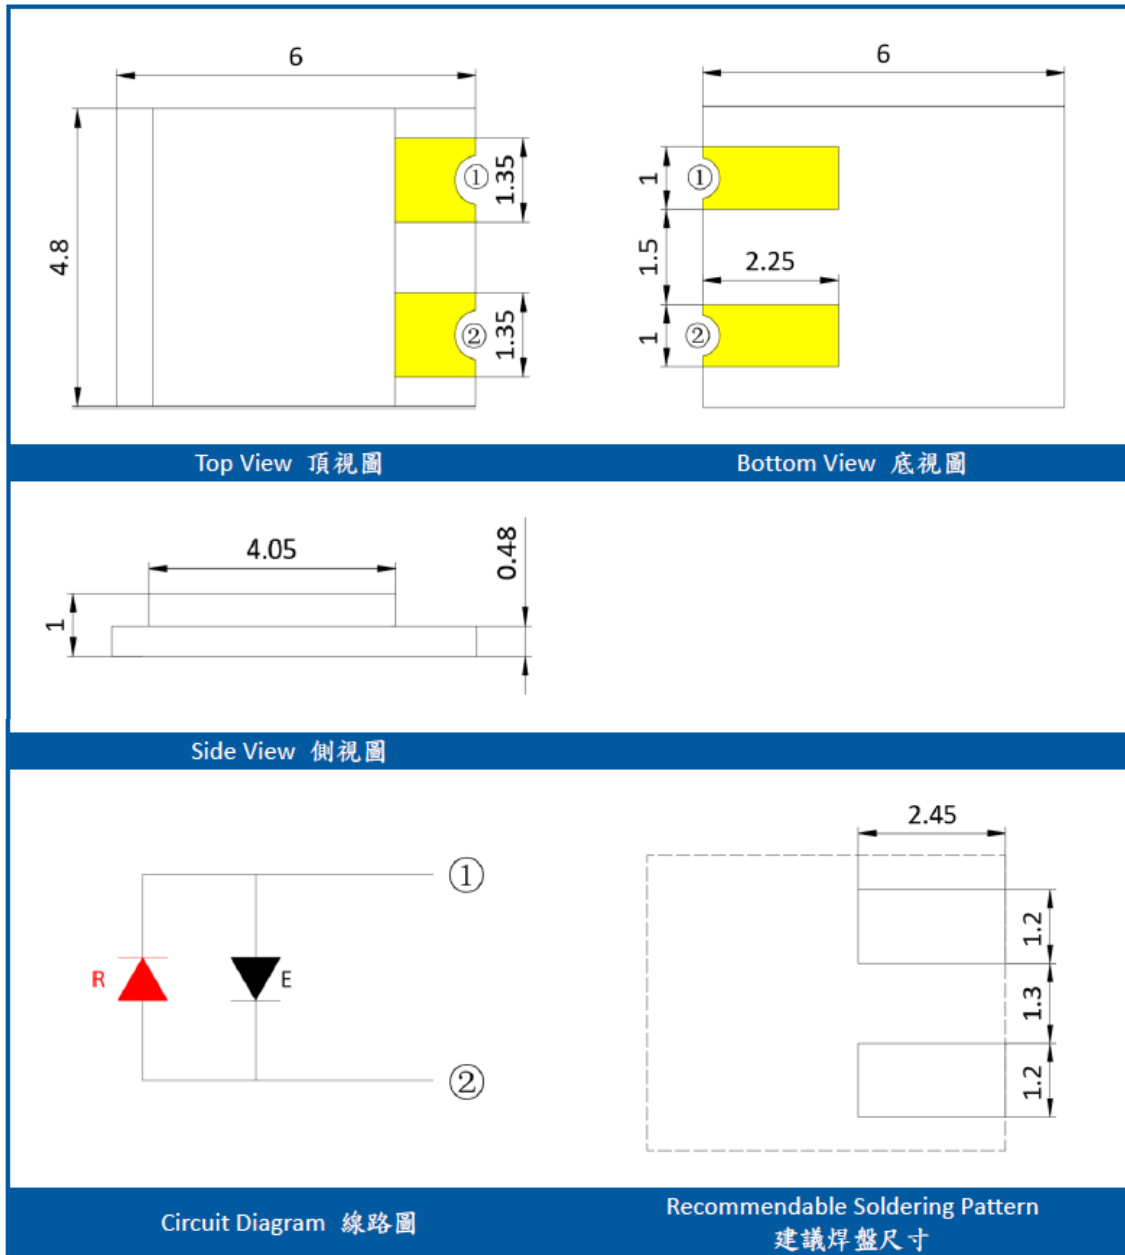 6
4.8
①
1.35
②
1.35
6
1
①
1.5
2.25
1
②
Top View 頂視圖
Bottom View 底視圖
4.05
0.48
1
Side View 側視圖
①
R
E
②
2.45
1.2
1.3
1.2
Circuit Diagram 線路圖
Recommendable Soldering Pattern
建議焊盤尺寸